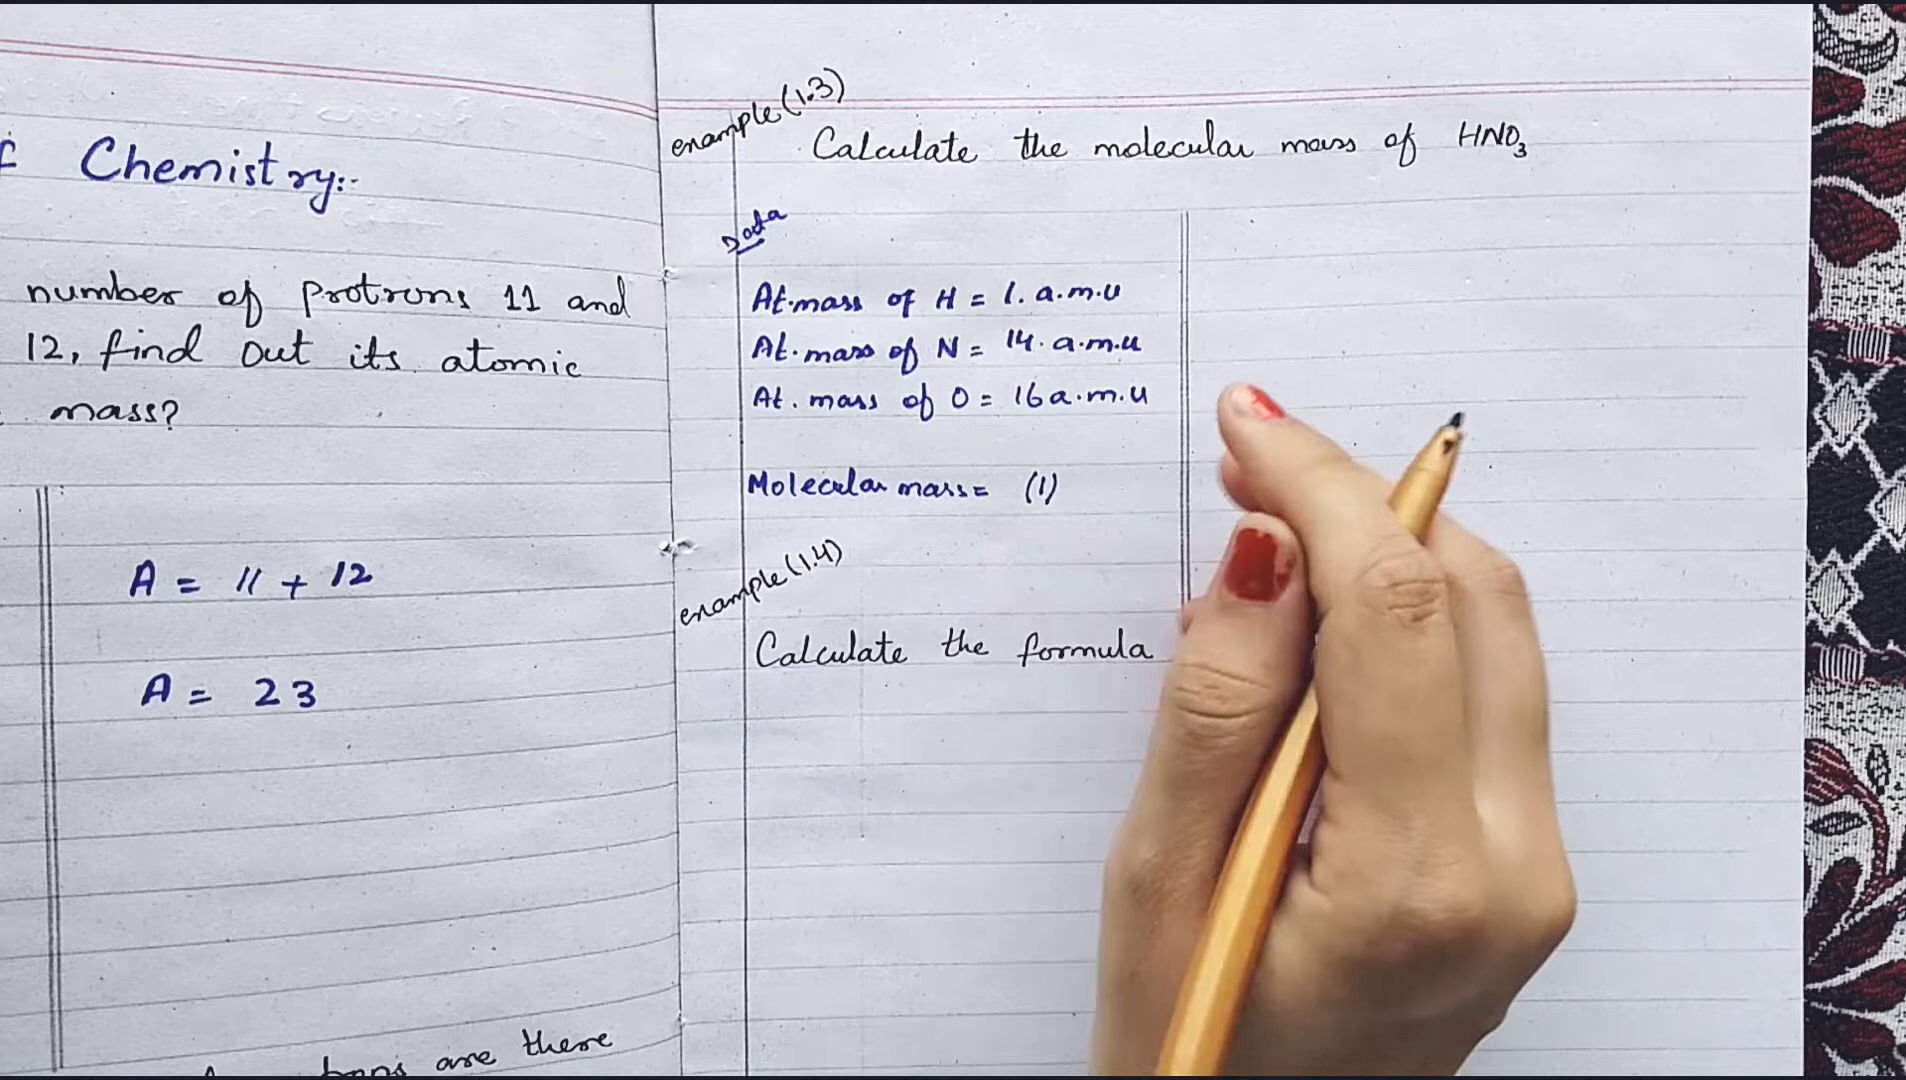 Chemistry:-
number of protrons 11 and
12, find out its atomic
mass?
A = 11 + 12
A = 23
are there
example (1.3)
Calculate the molecular mass of HNO3
Data
At.mass of H = 1. a.m.u
At. mass of N = 14. a.m.u
At. mass of O = 16 a.m.u
Molecular mass = (1)
example (1.4)
Calculate the formula